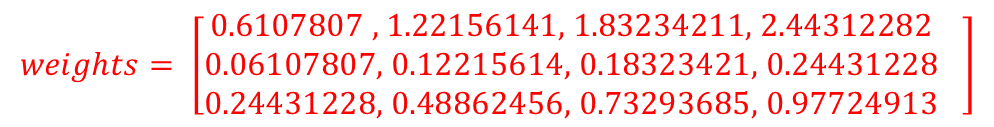 0.6107807 , 1.22156141, 1.83234211, 2.44312282
weights = [0.06107807, 0.12215614, 0.18323421, 0.24431228]
0.24431228, 0.48862456, 0.73293685, 0.97724913